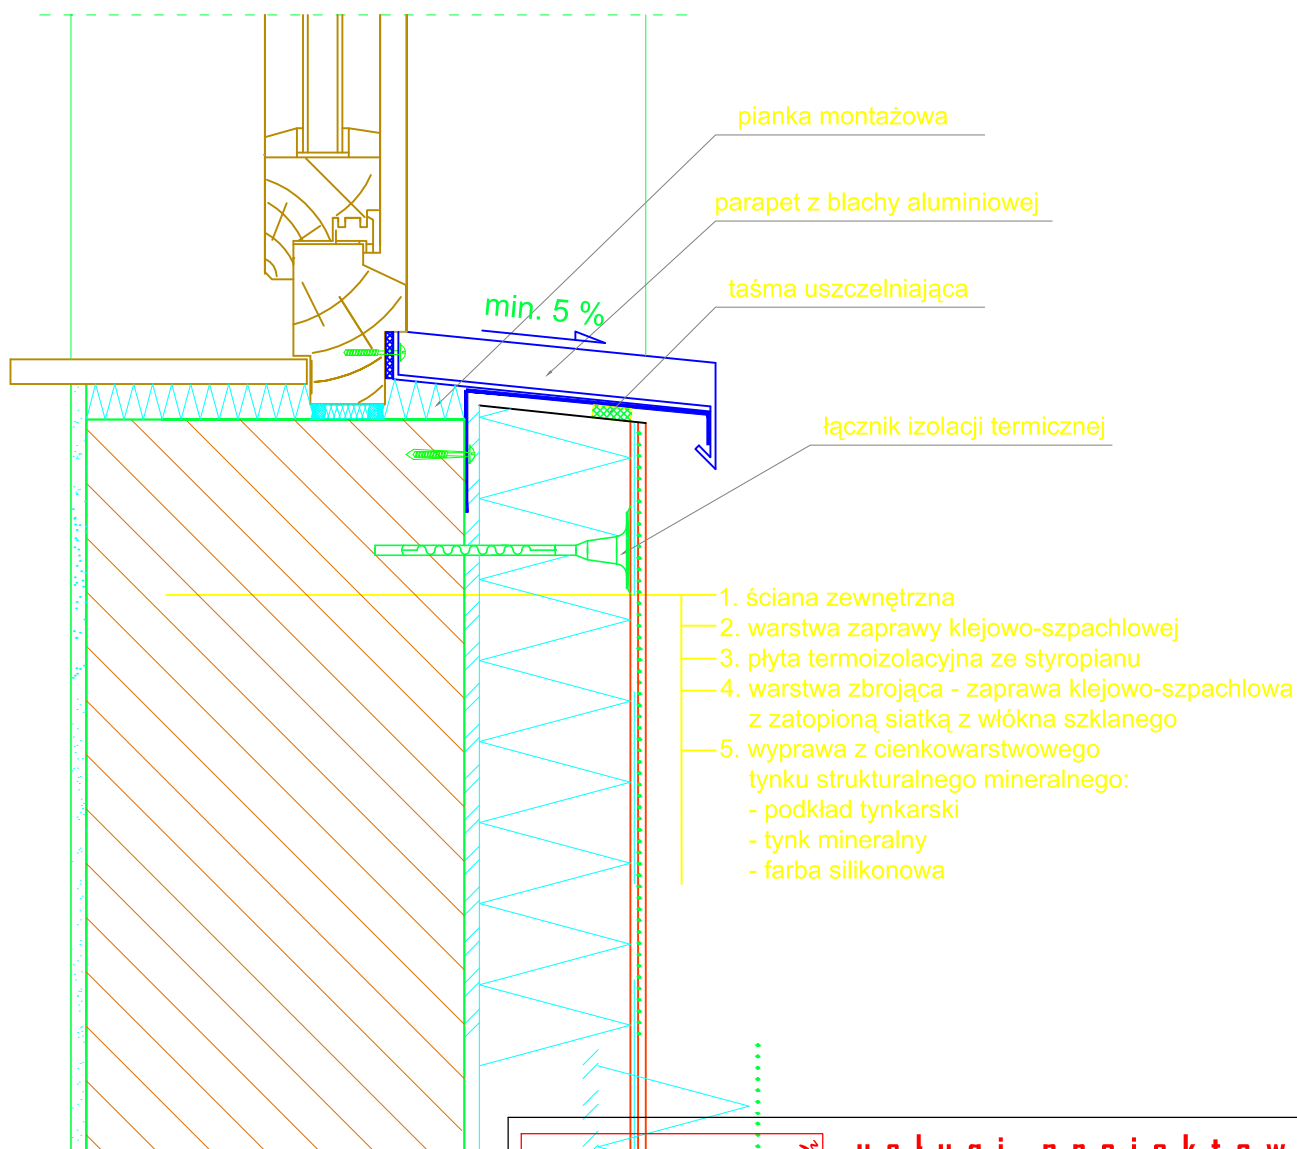 pianka montażowa
parapet z blachy aluminiowej
taśma uszczelniająca
min. 5 %
łącznik izolacji termicznej
1. ściana zewnętrzna
2. warstwa zaprawy klejowo-szpachlowej
3. płyta termoizolacyjna ze styropianu
4. warstwa zbrojąca - zaprawa klejowo-szpachlowa
z zatopioną siatką z włókna szklanego
5. wyprawa z cienkowarstwowego
tynku strukturalnego mineralnego:
- podkład tynkarski
- tynk mineralny
- farba silikonowa
usługi projektow